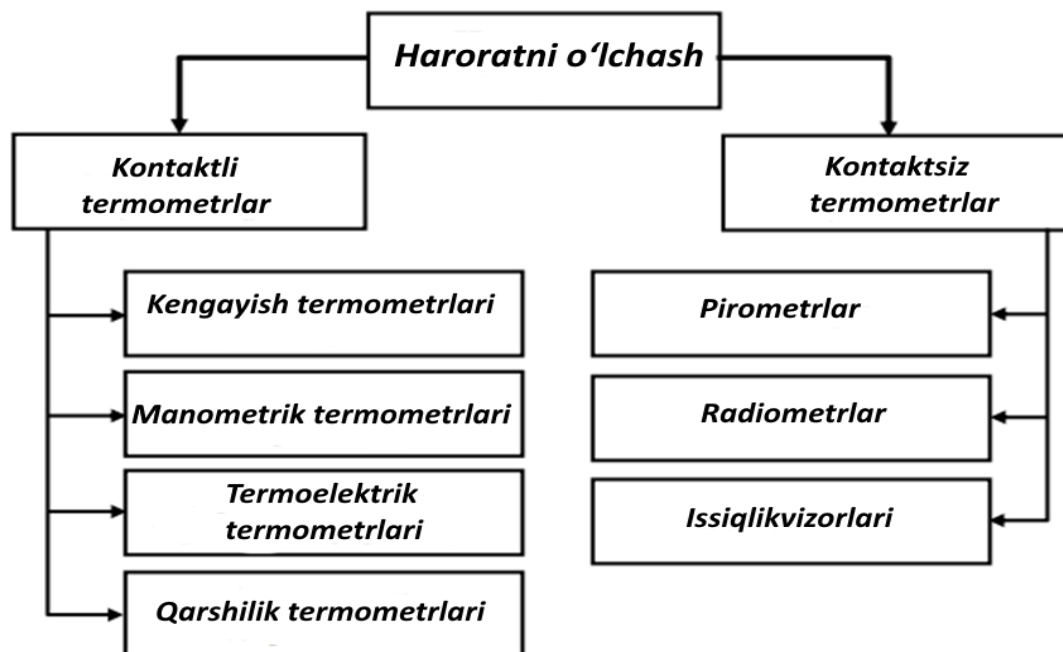 Haroratni o‘lchash
Kontaktli
termometrlar
Kontaktsiz
termometrlar
Kengayish termometrlari
Manometrik termometrlari
Termoelektrik
termometrlari
Qarshilik termometrlari
Pirometrlar
Radiometrlar
Issiqlikvizorlari